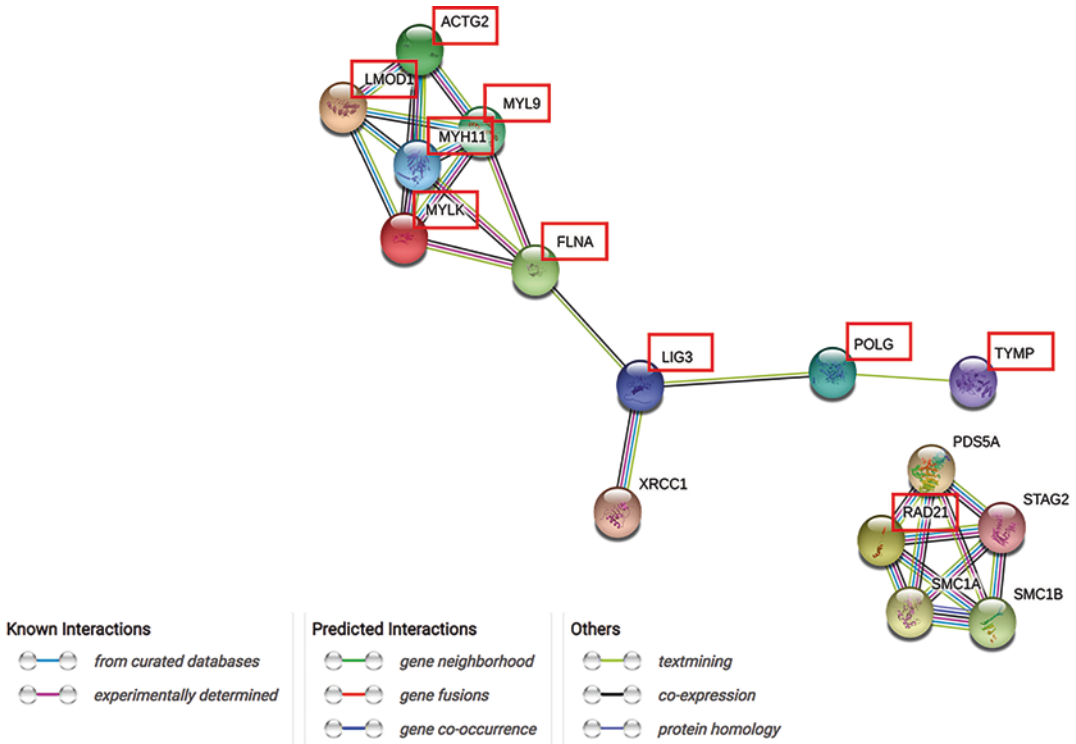 ACTG2
LMOD1
MYL9
MYH11
MYLK
FLNA
LIG3
POLG
TYMP
XRCC1
PDS5A
RAD21
STAG2
SMC1A
SMC1B
Known Interactions
from curated databases
experimentally determined
Predicted Interactions
gene neighborhood
gene fusions
gene co-occurrence
Others
textmining
co-expression
protein homology